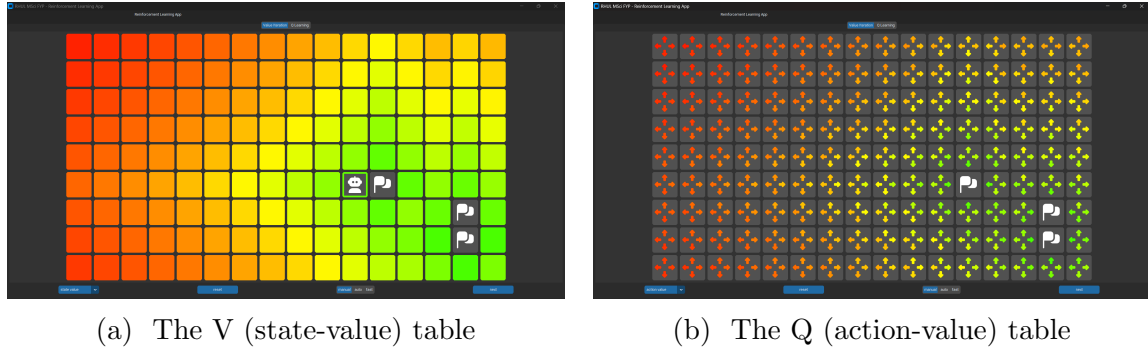 RHUL MSci FYP - Reinforcement Learning App
Reinforcement Learning App
Value Iteration Q-Learning
state-value
reset
manual auto fast
next
(a) The V (state-value) table
RHUL MSci FYP - Reinforcement Learning App
Reinforcement Learning App
Value Iteration Q-Learning
action-value
reset
manual auto fast
next
(b) The Q (action-value) table